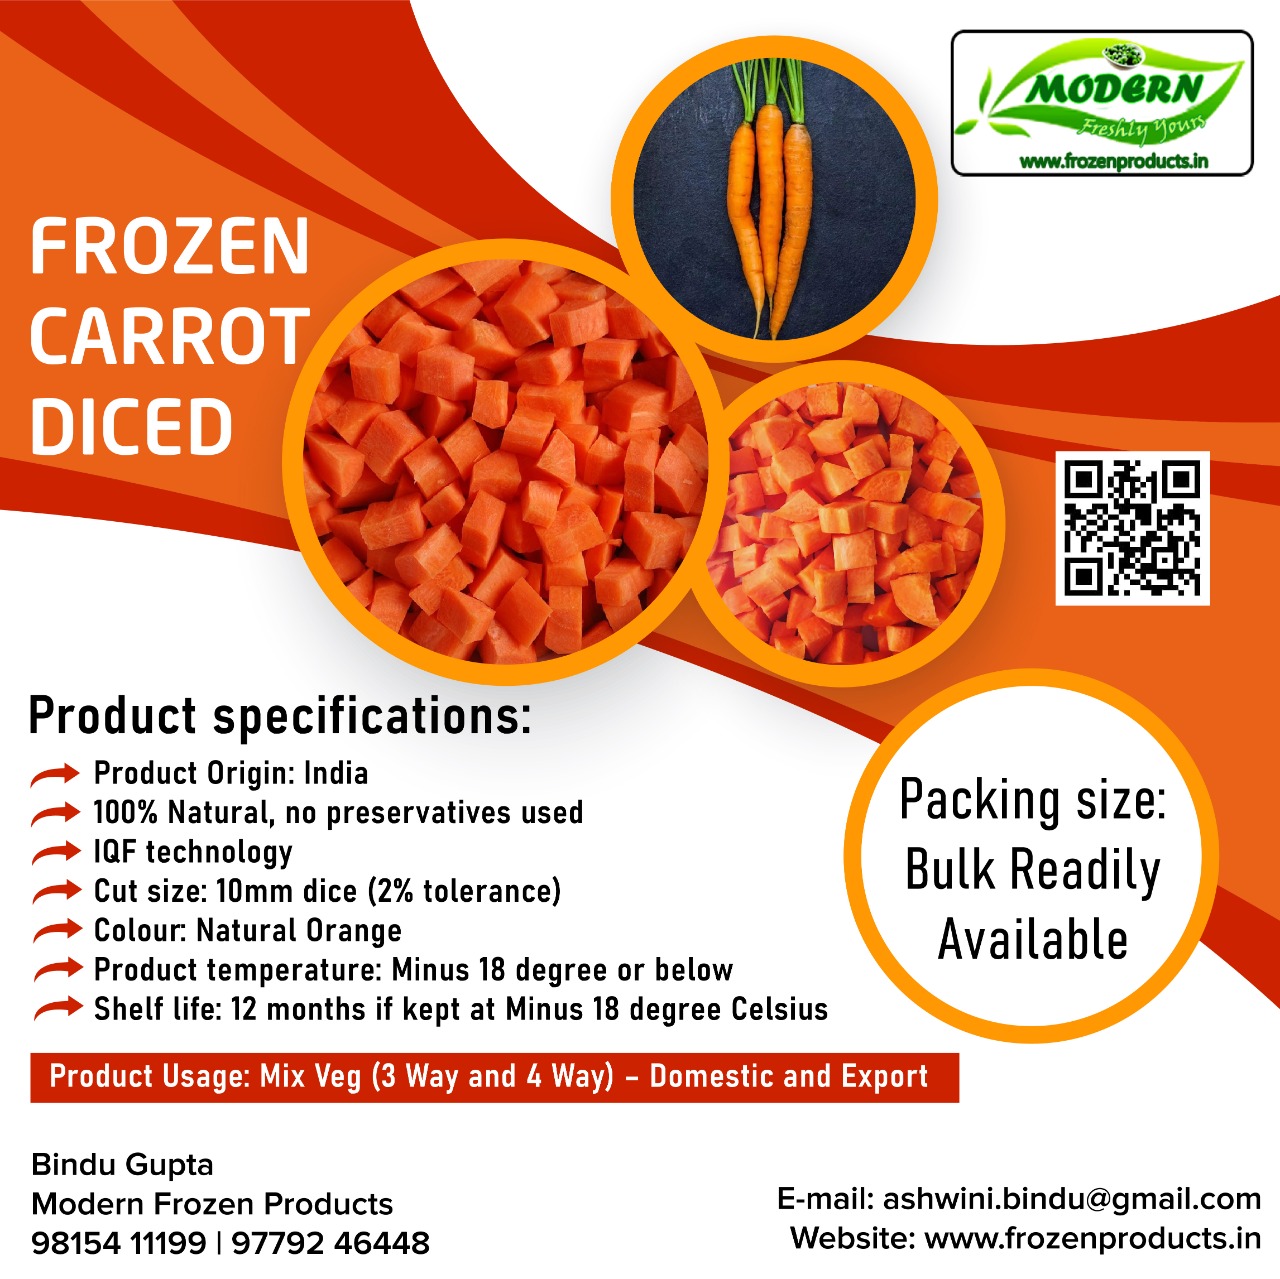 MODERN
Freshly Yours
www.frozenproducts.in
FROZEN
CARROT
DICED
Product specifications:
Product Origin: India
100% Natural, no preservatives used
IQF technology
Cut size: 10mm dice (2% tolerance)
Colour: Natural Orange
Product temperature: Minus 18 degree or below
Shelf life: 12 months if kept at Minus 18 degree Celsius
Packing size:
Bulk Readily
Available
Product Usage: Mix Veg (3 Way and 4 Way) – Domestic and Export
Bindu Gupta
Modern Frozen Products
98154 11199 | 97792 46448
E-mail: ashwini.bindu@gmail.com
Website: www.frozenproducts.in